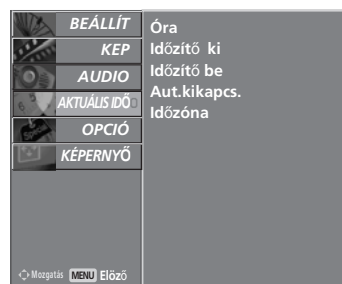 BEÁLLÍT
KEP
AUDIO
AKTUÁLIS IDŐ
OPCIÓ
KÉPERNYŐ
Mozgatás MENU Előző
Óra
Időzítő ki
Időzítő be
Aut.kikapcs.
Időzóna